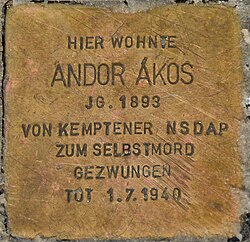 HIER WOHNTE
ANDOR ÁKOS
JG. 1893
VON KEMPTENER NSDAP
ZUM SELBSTMORD
GEZWUNGEN
TOT 1.7.1940